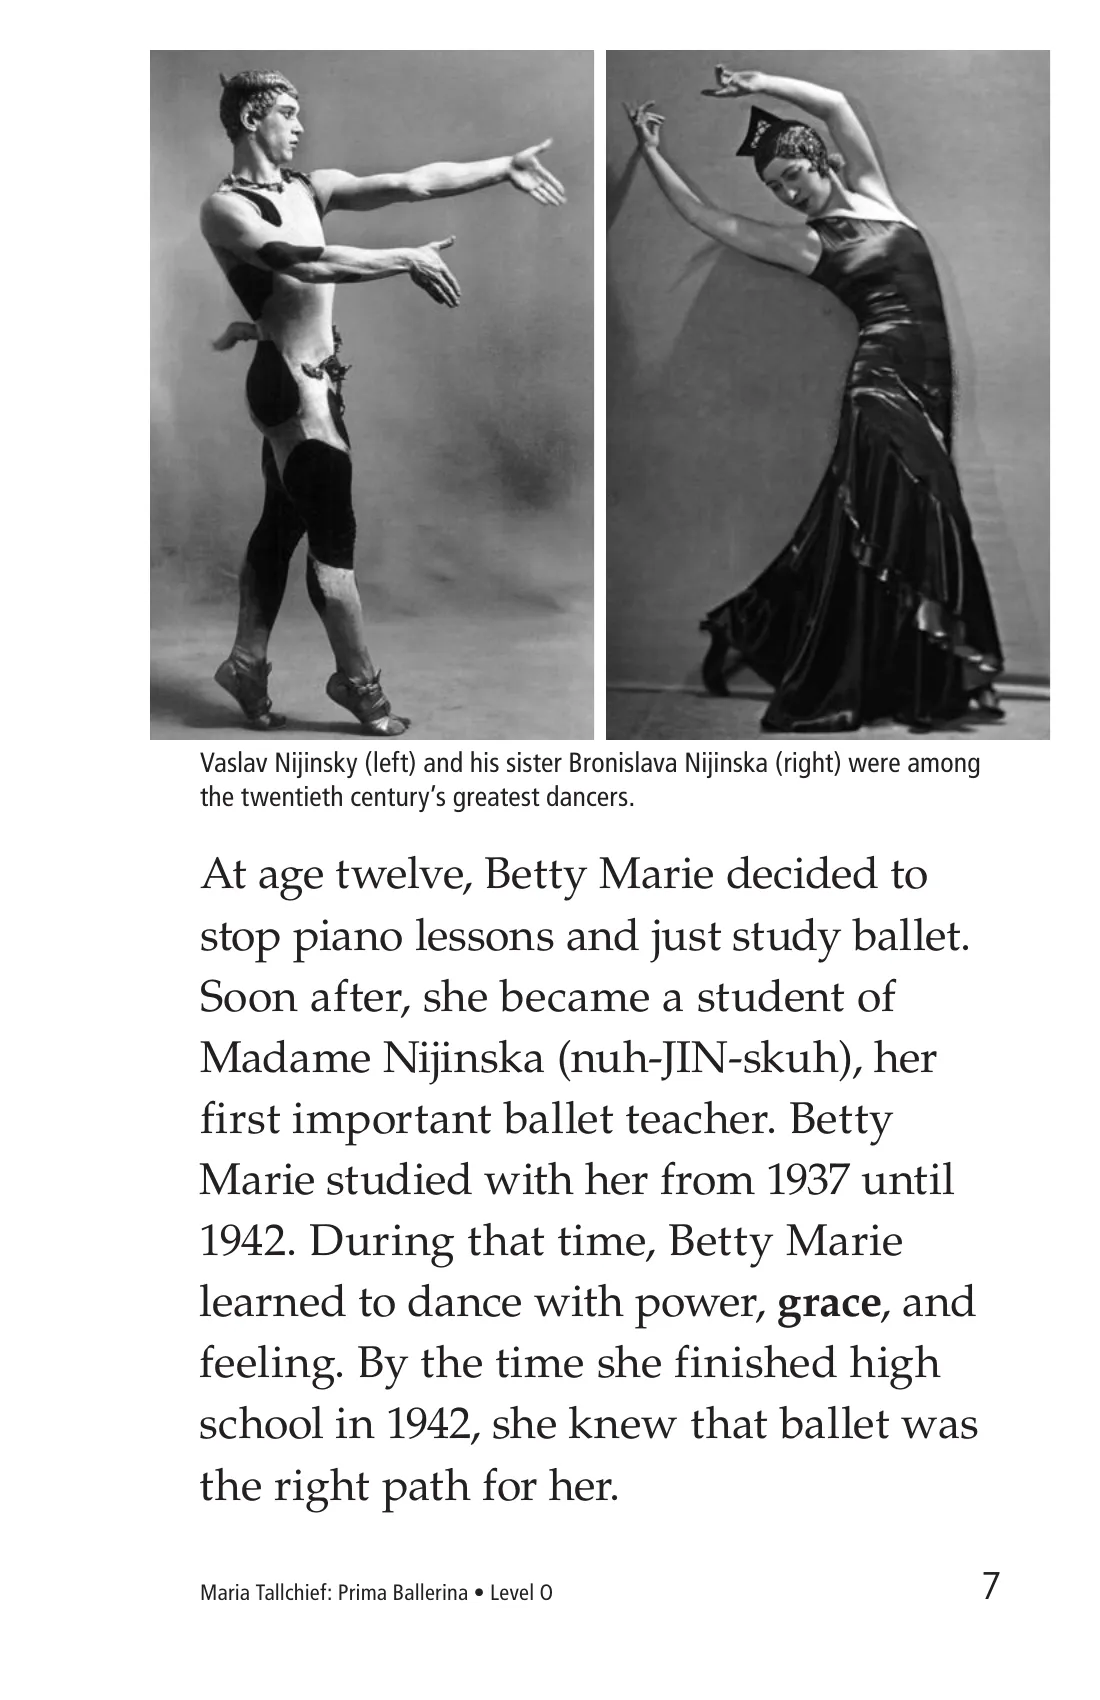 Vaslav Nijinsky (left) and his sister Bronislava Nijinska (right) were among
the twentieth century’s greatest dancers.
At age twelve, Betty Marie decided to
stop piano lessons and just study ballet.
Soon after, she became a student of
Madame Nijinska (nuh-JIN-skuh), her
first important ballet teacher. Betty
Marie studied with her from 1937 until
1942. During that time, Betty Marie
learned to dance with power, grace, and
feeling. By the time she finished high
school in 1942, she knew that ballet was
the right path for her.
Maria Tallchief: Prima Ballerina • Level O
7